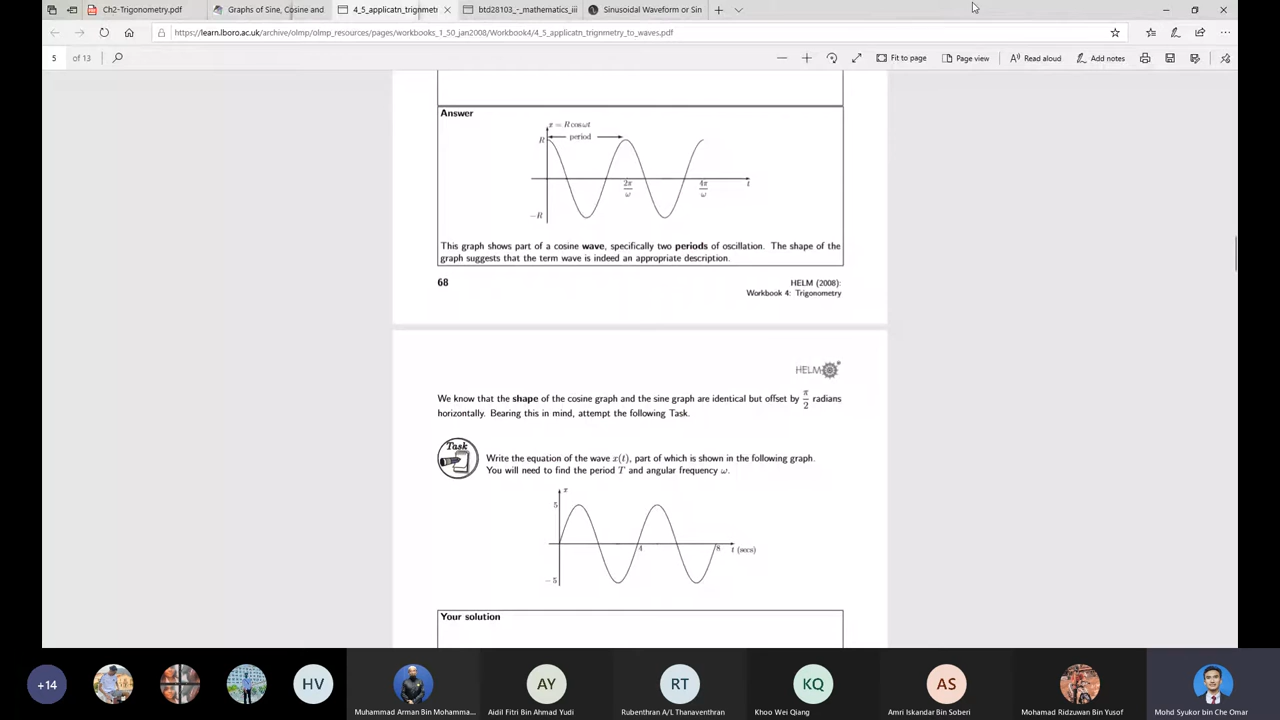 Ch2-Trigonometry.pdf
Graphs of Sine, Cosine and
4_5_applicatn_trignmetr
btd28103_-_mathematics_iii
Sinusoidal Waveform or Sin
https://learn.lboro.ac.uk/archive/olmp/olmp_resources/pages/workbooks_1_50_jan2008/Workbook4/4_5_applicatn_trignmetry_to_waves.pdf
5 of 13
Fit to page
Page view
Read aloud
Add notes
Answer
x = R cos ωt
period
R
2π
ω
4π
ω
t
−R
This graph shows part of a cosine wave, specifically two periods of oscillation. The shape of the
graph suggests that the term wave is indeed an appropriate description.
68
HELM (2008):
Workbook 4: Trigonometry
HELM
We know that the shape of the cosine graph and the sine graph are identical but offset by π/2 radians
horizontally. Bearing this in mind, attempt the following Task.
Task
Write the equation of the wave x(t), part of which is shown in the following graph.
You will need to find the period T and angular frequency ω.
x
5
4
8
t (secs)
−5
Your solution
+14
HV
Muhammad Arman Bin Mohamma...
AY
Aidil Fitri Bin Ahmad Yudi
RT
Rubenthran A/L Thanaventhran
KQ
Khoo Wei Qiang
AS
Amri Iskandar Bin Soberi
Mohamad Ridzuwan Bin Yusof
Mohd Syukor bin Che Omar